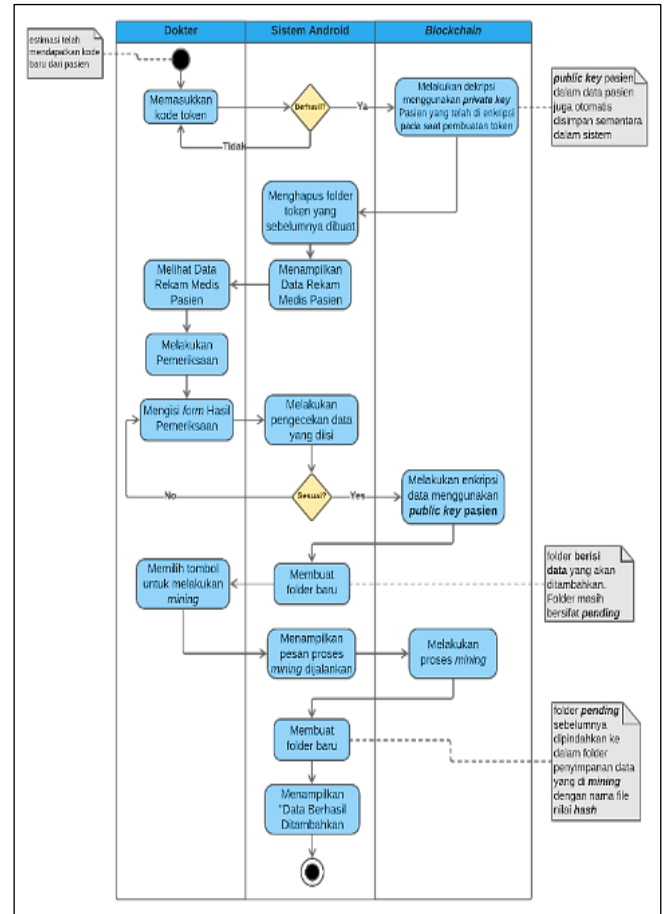 Dokter
Sistem Android
Blockchain
estimasi telah
mendapatkan kode
baru dari pasien
Memasukkan
kode token
Berhasil?
Ya
Tidak
Melakukan dekripsi
menggunakan private key
Pasien yang telah di enkripsi
pada saat pembuatan token
public key pasien
dalam data pasien
juga otomatis
disimpan sementara
dalam sistem
Menghapus folder
token yang
sebelumnya dibuat
Melihat Data
Rekam Medis
Pasien
Menampilkan
Data Rekam
Medis Pasien
Melakukan
Pemeriksaan
Mengisi form Hasil
Pemeriksaan
Melakukan
pengecekan data
yang diisi
No
Sesuai?
Yes
Melakukan enkripsi
data menggunakan
public key pasien
Memilih tombol
untuk melakukan
mining
Membuat
folder baru
folder berisi
data yang akan
ditambahkan.
Folder masih
bersifat pending
Menampilkan
pesan proses
mining dijalankan
Melakukan
proses mining
Membuat
folder baru
folder pending
sebelumnya
dipindahkan ke
dalam folder
penyimpanan data
yang di mining
dengan nama file
nilai hash
Menampilkan
"Data Berhasil
Ditambahkan